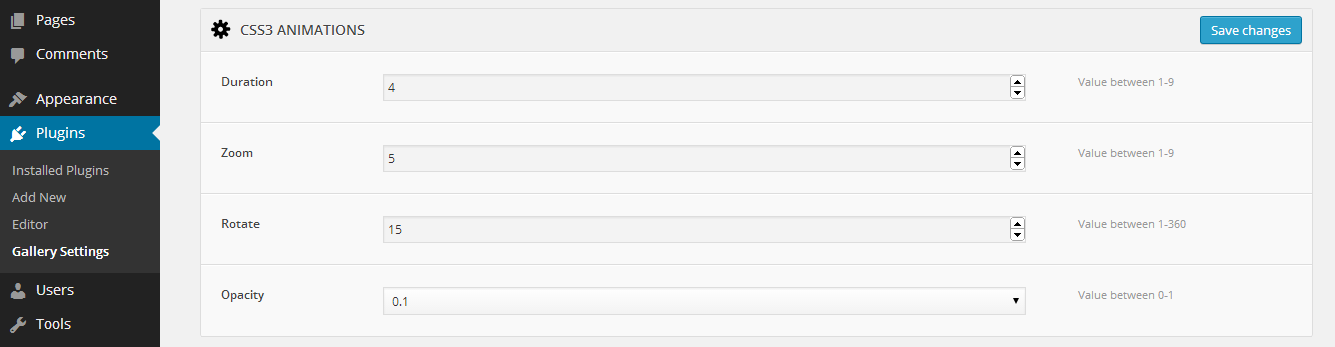 Pages
Comments
Appearance
Plugins
Installed Plugins
Add New
Editor
Gallery Settings
Users
Tools
CSS3 ANIMATIONS
Save changes
Duration
4
Value between 1-9
Zoom
5
Value between 1-9
Rotate
15
Value between 1-360
Opacity
0.1
Value between 0-1